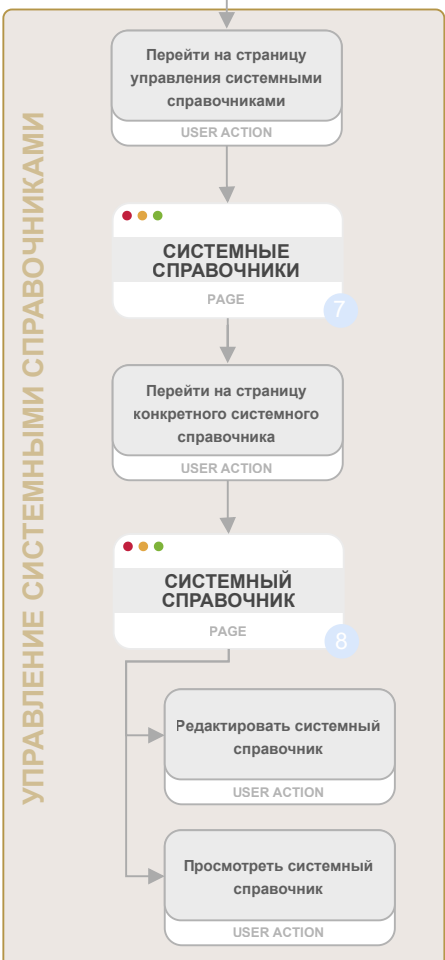 УПРАВЛЕНИЕ СИСТЕМНЫМИ СПРАВОЧНИКАМИ
Перейти на страницу
управления системными
справочниками
USER ACTION
СИСТЕМНЫЕ
СПРАВОЧНИКИ
PAGE
7
Перейти на страницу
конкретного системного
справочника
USER ACTION
СИСТЕМНЫЙ
СПРАВОЧНИК
PAGE
8
Редактировать системный
справочник
USER ACTION
Просмотреть системный
справочник
USER ACTION